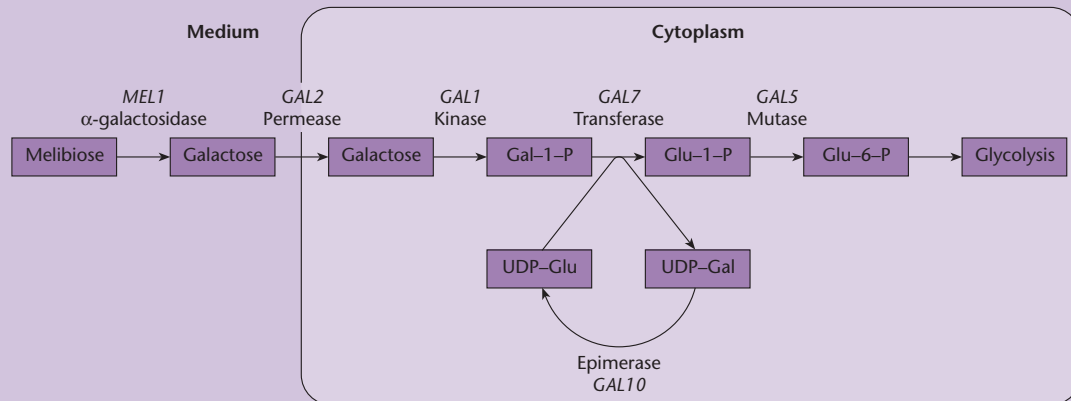 Medium
Cytoplasm
MEL1
α-galactosidase
GAL2
Permease
GAL1
Kinase
GAL7
Transferase
GAL5
Mutase
Melibiose
Galactose
Galactose
Gal–1–P
Glu–1–P
Glu–6–P
Glycolysis
UDP–Glu
UDP–Gal
Epimerase
GAL10